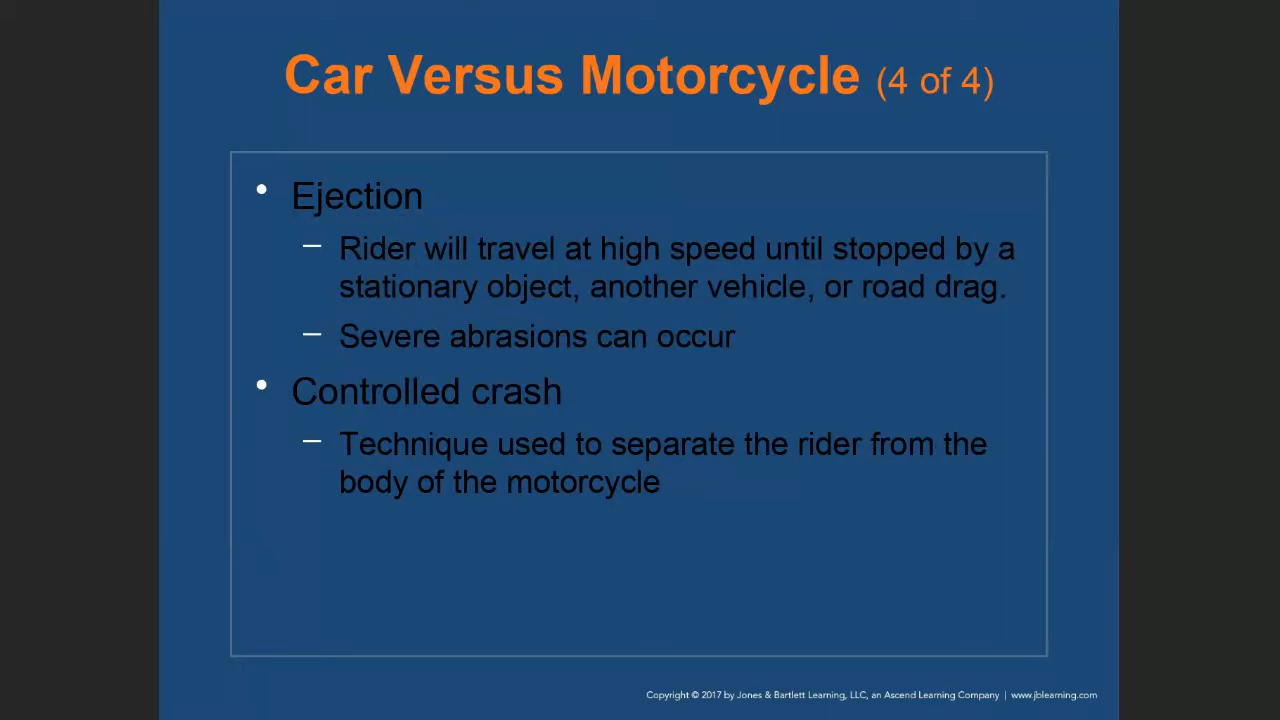 Car Versus Motorcycle (4 of 4)
• Ejection
– Rider will travel at high speed until stopped by a
stationary object, another vehicle, or road drag.
– Severe abrasions can occur
• Controlled crash
– Technique used to separate the rider from the
body of the motorcycle
Copyright © 2017 by Jones & Bartlett Learning, LLC, an Ascend Learning Company | www.jblearning.com